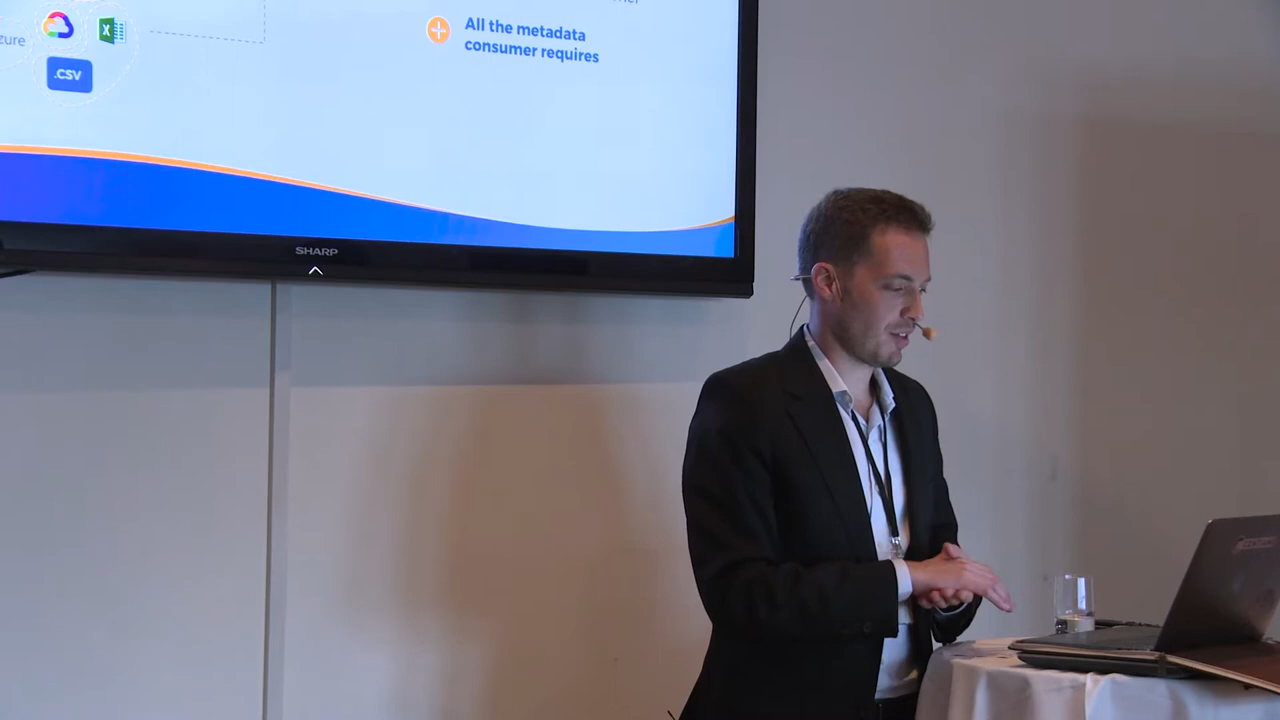 All the metadata
consumer requires
zure
.CSV
SHARP